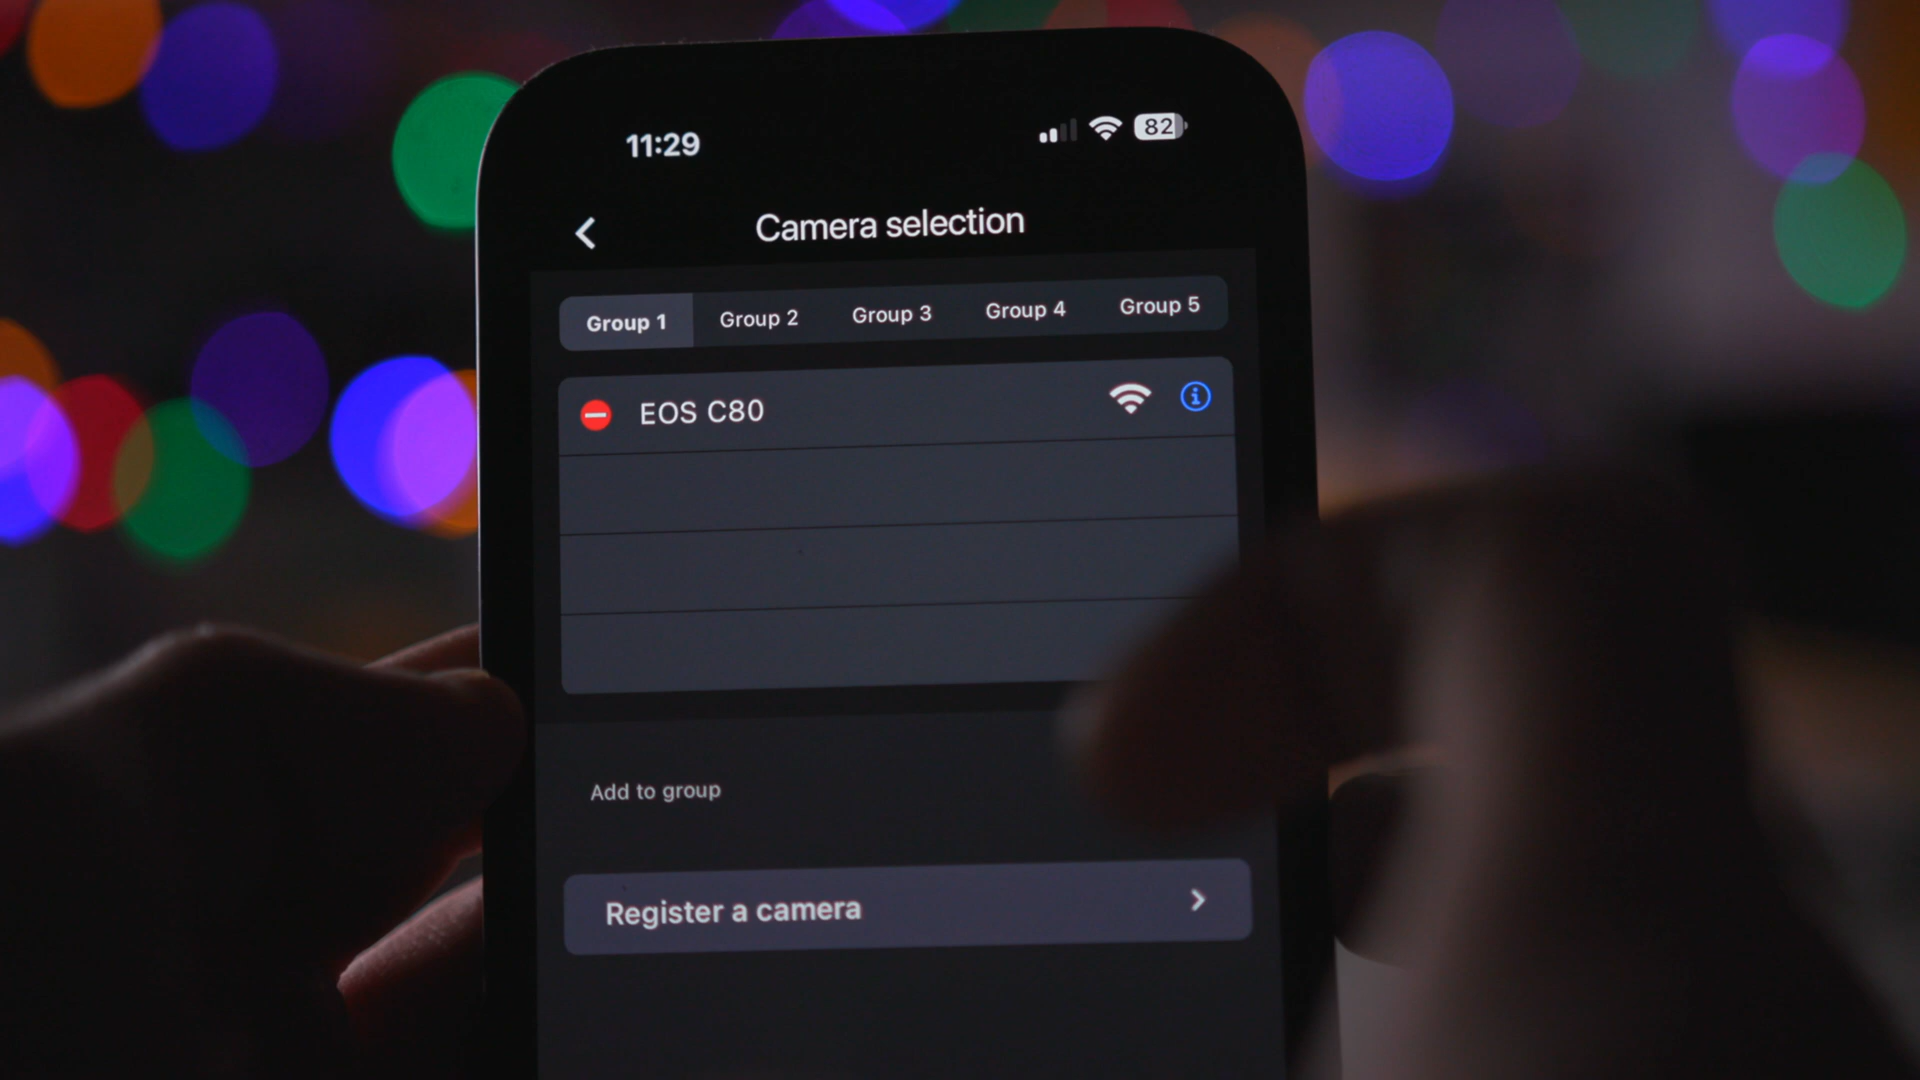 11:29
82
Camera selection
Group 1 Group 2 Group 3 Group 4 Group 5
EOS C80
Add to group
Register a camera